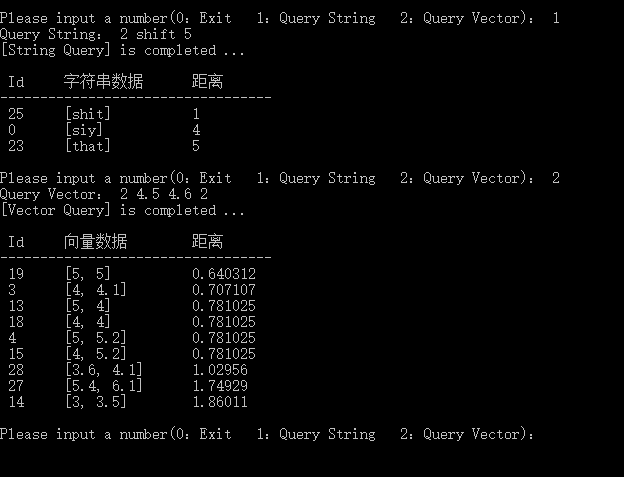 Please input a number(0: Exit   1: Query String   2: Query Vector):  1
Query String:  2 shift 5
[String Query] is completed ...
Id     字符串数据     距离
----------------------------------
25     [shit]     1
0      [siy]      4
23     [that]     5
Please input a number(0: Exit   1: Query String   2: Query Vector):  2
Query Vector:  2 4.5 4.6 2
[Vector Query] is completed ...
Id     向量数据     距离
----------------------------------
19     [5, 5]     0.640312
3      [4, 4.1]     0.707107
13     [5, 4]     0.781025
18     [4, 4]     0.781025
4      [5, 5.2]     0.781025
15     [4, 5.2]     0.781025
28     [3.6, 4.1]     1.02956
27     [5.4, 6.1]     1.74929
14     [3, 3.5]     1.86011
Please input a number(0: Exit   1: Query String   2: Query Vector):